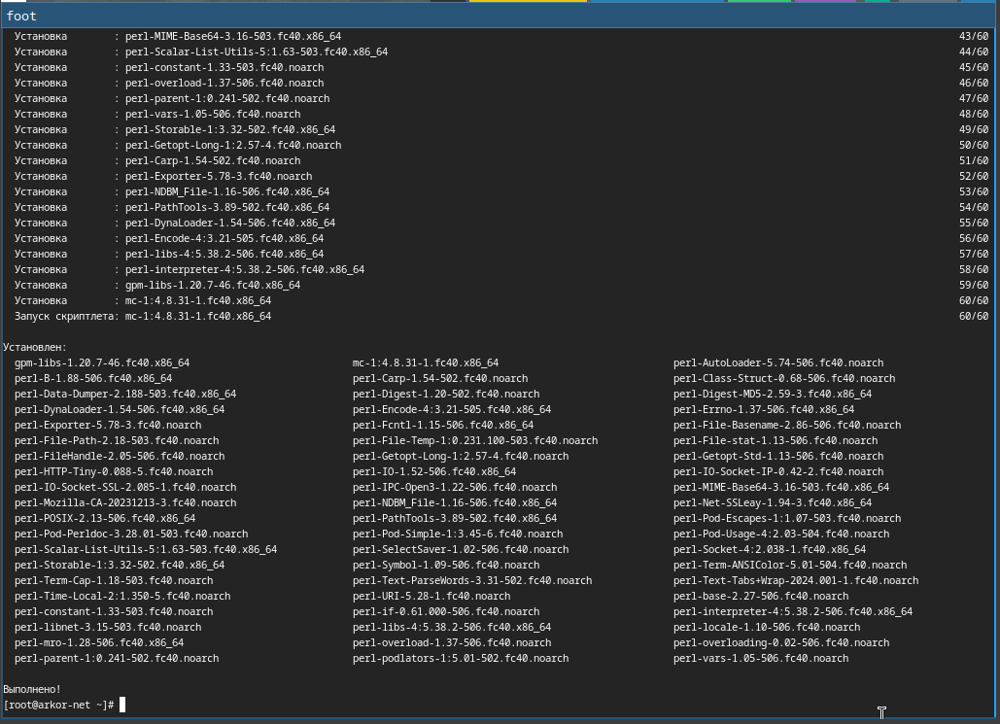 foot
Установка : perl-MIME-Base64-3.16-503.fc40.x86_64 43/60
Установка : perl-Scalar-List-Utils-5:1.63-503.fc40.x86_64 44/60
Установка : perl-constant-1.33-503.fc40.noarch 45/60
Установка : perl-overload-1.37-506.fc40.noarch 46/60
Установка : perl-parent-1:0.241-502.fc40.noarch 47/60
Установка : perl-vars-1.05-506.fc40.noarch 48/60
Установка : perl-Storable-1:3.32-502.fc40.x86_64 49/60
Установка : perl-Getopt-Long-1:2.57-4.fc40.noarch 50/60
Установка : perl-Carp-1.54-502.fc40.noarch 51/60
Установка : perl-Exporter-5.78-3.fc40.noarch 52/60
Установка : perl-NDBM_File-1.16-506.fc40.x86_64 53/60
Установка : perl-PathTools-3.89-502.fc40.x86_64 54/60
Установка : perl-DynaLoader-1.54-506.fc40.x86_64 55/60
Установка : perl-Encode-4:3.21-505.fc40.x86_64 56/60
Установка : perl-libs-4:5.38.2-506.fc40.x86_64 57/60
Установка : perl-interpreter-4:5.38.2-506.fc40.x86_64 58/60
Установка : gpm-libs-1.20.7-46.fc40.x86_64 59/60
Установка : mc-1:4.8.31-1.fc40.x86_64 60/60
Запуск скриптлета: mc-1:4.8.31-1.fc40.x86_64 60/60
Установлен:
gpm-libs-1.20.7-46.fc40.x86_64 mc-1:4.8.31-1.fc40.x86_64 perl-AutoLoader-5.74-506.fc40.noarch
perl-B-1.88-506.fc40.x86_64 perl-Carp-1.54-502.fc40.noarch perl-Class-Struct-0.68-506.fc40.noarch
perl-Data-Dumper-2.188-503.fc40.x86_64 perl-Digest-1.20-502.fc40.noarch perl-Digest-MD5-2.59-3.fc40.x86_64
perl-DynaLoader-1.54-506.fc40.x86_64 perl-Encode-4:3.21-505.fc40.x86_64 perl-Errno-1.37-506.fc40.x86_64
perl-Exporter-5.78-3.fc40.noarch perl-Fcntl-1.15-506.fc40.x86_64 perl-File-Basename-2.86-506.fc40.noarch
perl-File-Path-2.18-503.fc40.noarch perl-File-Temp-1:0.231.100-503.fc40.noarch perl-File-stat-1.13-506.fc40.noarch
perl-FileHandle-2.05-506.fc40.noarch perl-Getopt-Long-1:2.57-4.fc40.noarch perl-Getopt-Std-1.13-506.fc40.noarch
perl-HTTP-Tiny-0.088-5.fc40.noarch perl-IO-1.52-506.fc40.x86_64 perl-IO-Socket-IP-0.42-2.fc40.noarch
perl-IO-Socket-SSL-2.085-1.fc40.noarch perl-IPC-Open3-1.22-506.fc40.noarch perl-MIME-Base64-3.16-503.fc40.x86_64
perl-Mozilla-CA-20231213-3.fc40.noarch perl-NDBM_File-1.16-506.fc40.x86_64 perl-Net-SSLeay-1.94-3.fc40.x86_64
perl-POSIX-2.13-506.fc40.x86_64 perl-PathTools-3.89-502.fc40.x86_64 perl-Pod-Escapes-1:1.07-503.fc40.noarch
perl-Pod-Perldoc-3.28.01-503.fc40.noarch perl-Pod-Simple-1:3.45-6.fc40.noarch perl-Pod-Usage-4:2.03-504.fc40.noarch
perl-Scalar-List-Utils-5:1.63-503.fc40.x86_64 perl-SelectSaver-1.02-506.fc40.noarch perl-Socket-4:2.038-1.fc40.x86_64
perl-Storable-1:3.32-502.fc40.x86_64 perl-Symbol-1.09-506.fc40.noarch perl-Term-ANSIColor-5.01-504.fc40.noarch
perl-Term-Cap-1.18-503.fc40.noarch perl-Text-ParseWords-3.31-502.fc40.noarch perl-Text-Tabs+Wrap-2024.001-1.fc40.noarch
perl-Time-Local-2:1.350-5.fc40.noarch perl-URI-5.28-1.fc40.noarch perl-base-2.27-506.fc40.noarch
perl-constant-1.33-503.fc40.noarch perl-if-0.61.000-506.fc40.noarch perl-interpreter-4:5.38.2-506.fc40.x86_64
perl-libnet-3.15-503.fc40.noarch perl-libs-4:5.38.2-506.fc40.x86_64 perl-locale-1.10-506.fc40.noarch
perl-mro-1.28-506.fc40.x86_64 perl-overload-1.37-506.fc40.noarch perl-overloading-0.02-506.fc40.noarch
perl-parent-1:0.241-502.fc40.noarch perl-podlators-1:5.01-502.fc40.noarch perl-vars-1.05-506.fc40.noarch
Выполнено!
[root@arkor-net ~]#